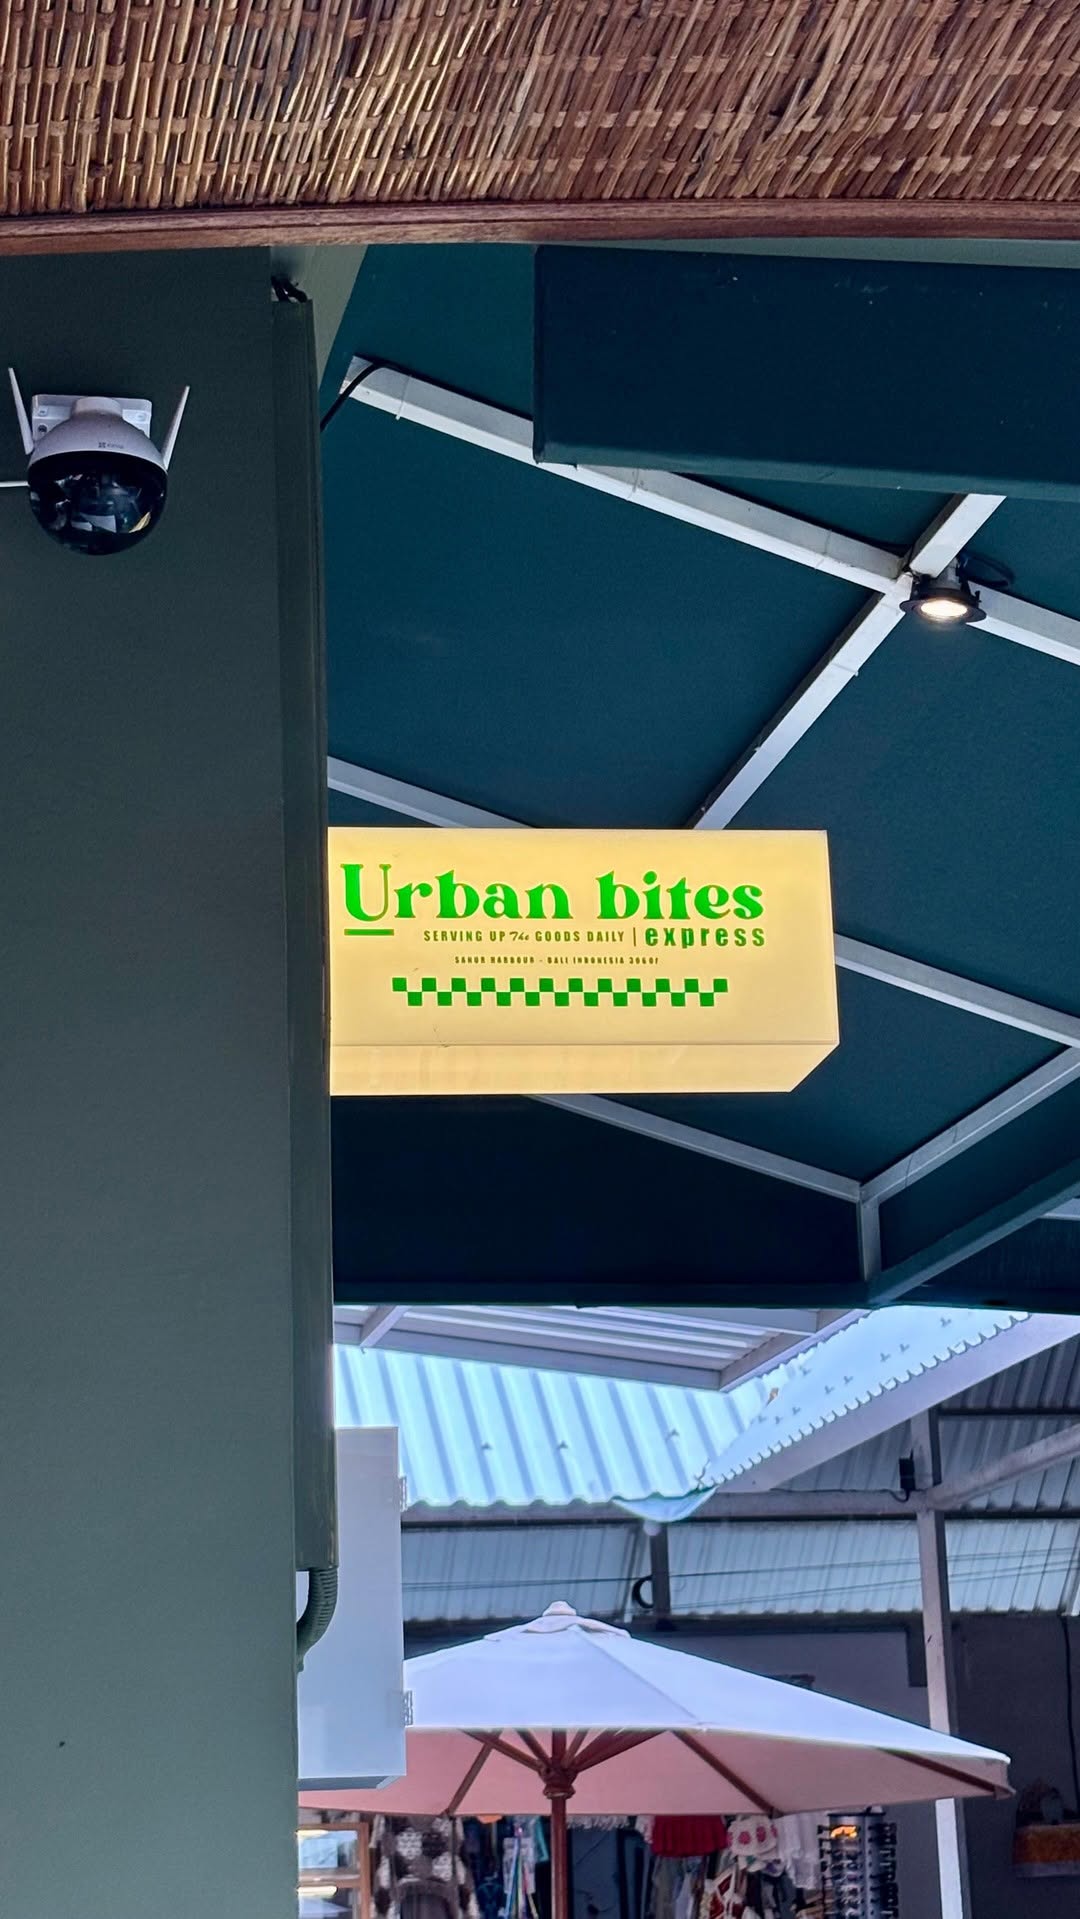 Urban bites
SERVING UP The GOODS DAILY | express
SANUR HARBOUR - BALI INDONESIA